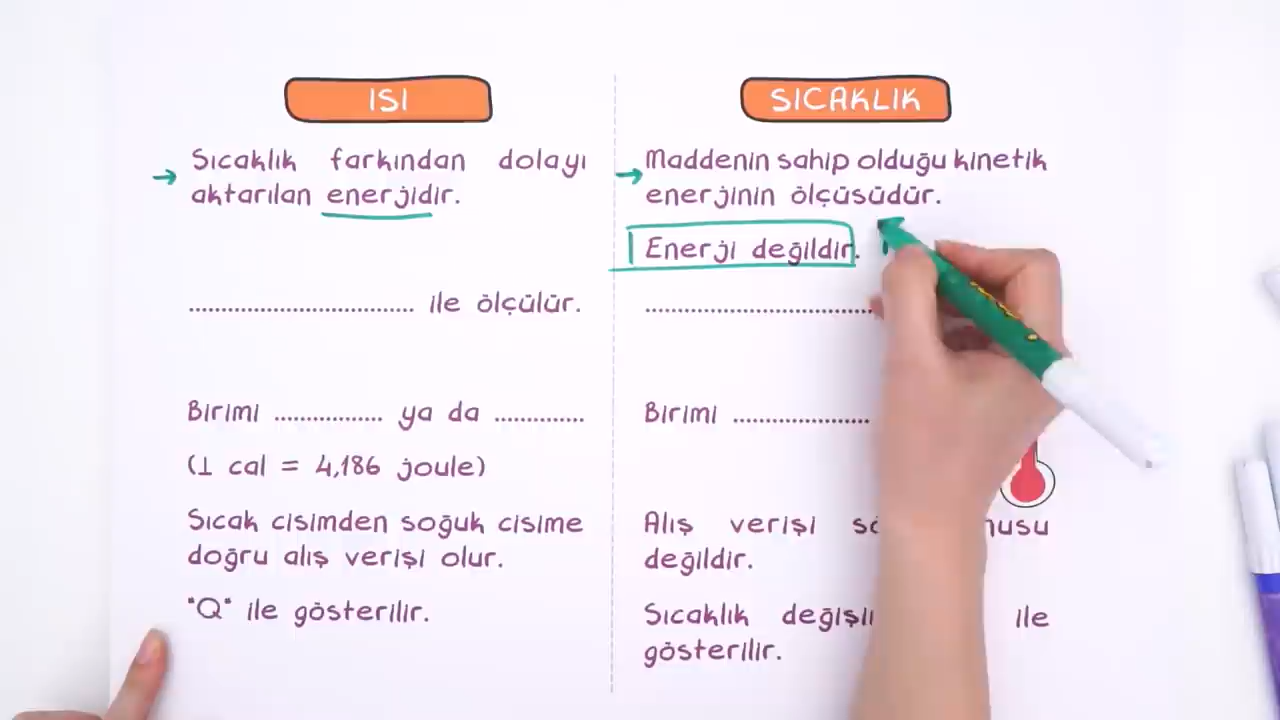 ISI
Sıcaklık farkından dolayı
aktarılan enerjidir.
................................... ile ölçülür.
Birimi ................. ya da ..............
(1 cal = 4,186 joule)
Sıcak cisimden soğuk cisime
doğru alış verişi olur.
"Q" ile gösterilir.
SICAKLIK
Maddenin sahip olduğu kinetik
enerjinin ölçüsüdür.
Enerji değildir.
...................................
Birimi .....................
Alış verişi
değildir.
Sıcaklık ile
gösterilir.